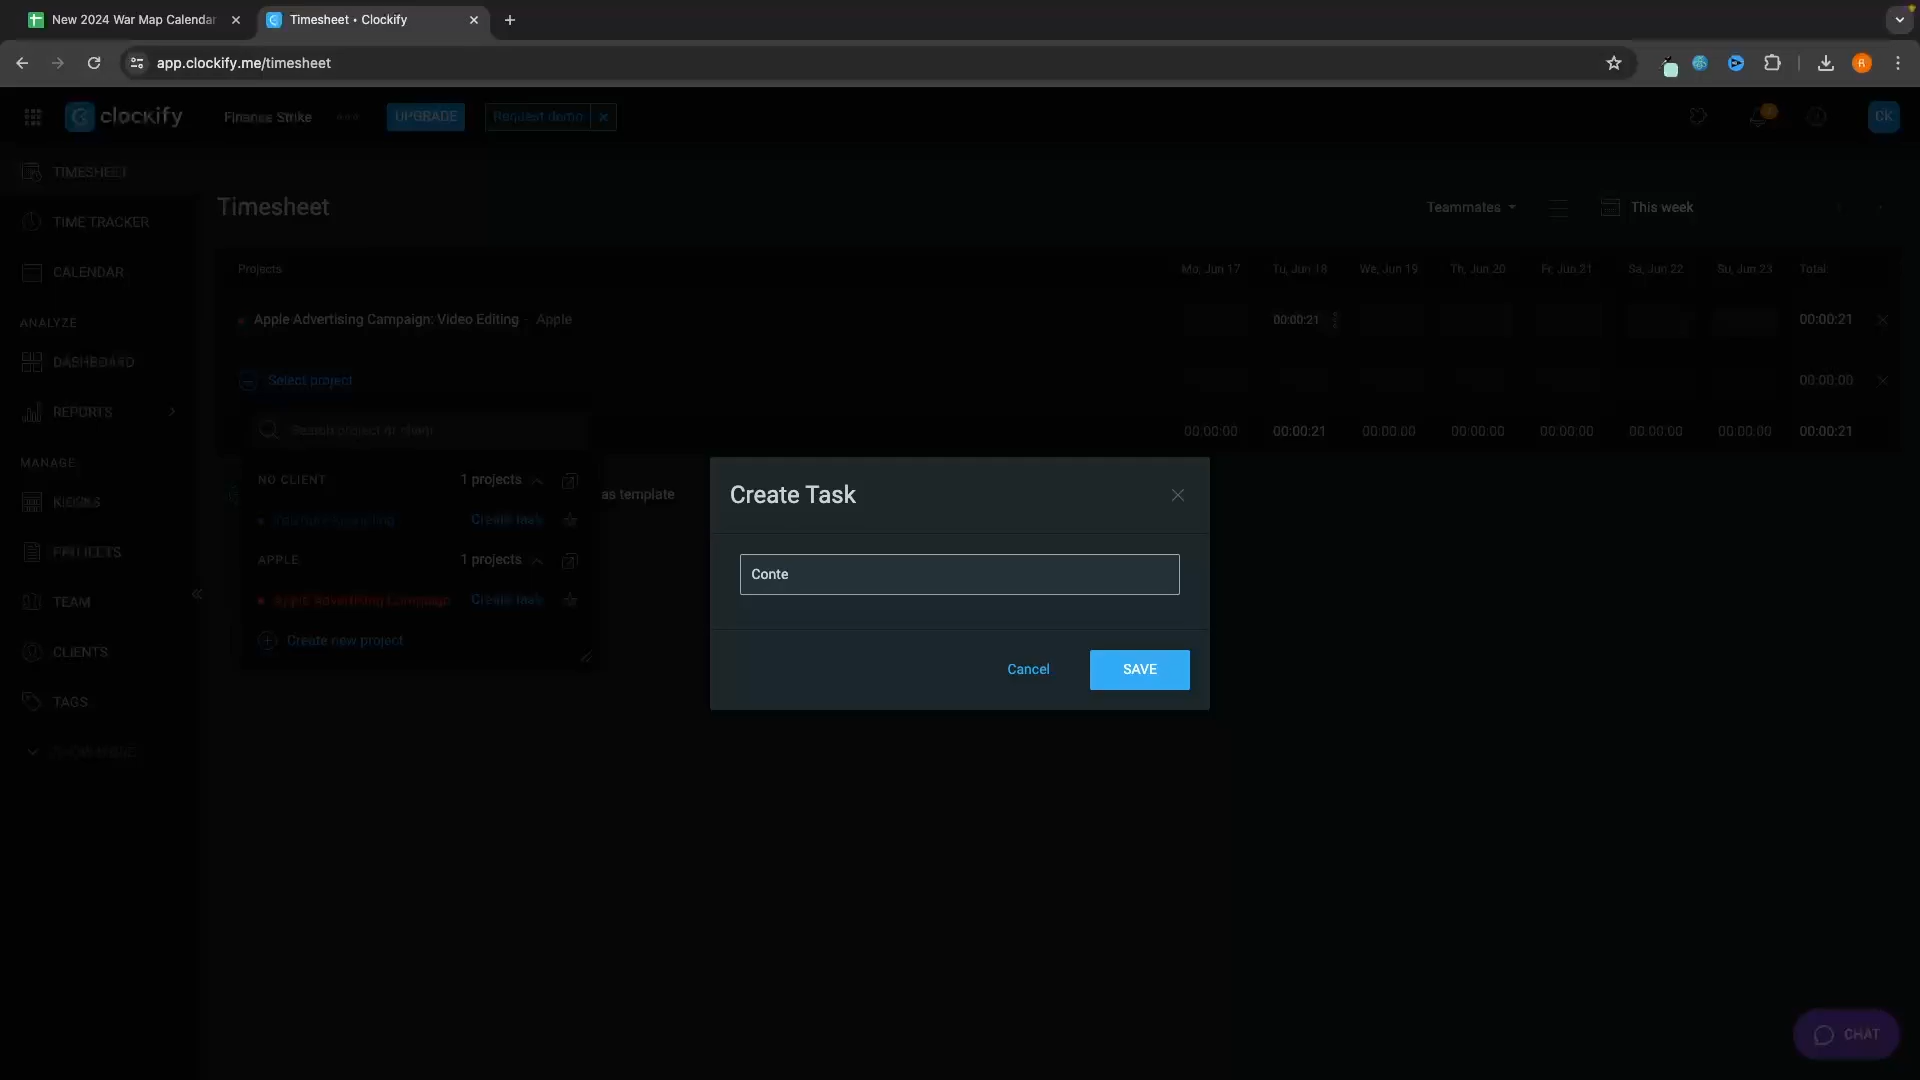 New 2024 War Map Calendar
Timesheet • Clockify
app.clockify.me/timesheet
R
clockify
Finance Strike
UPGRADE
Request demo
CK
TIMESHEET
TIME TRACKER
CALENDAR
ANALYZE
DASHBOARD
REPORTS
MANAGE
KIOSKS
PROJECTS
TEAM
CLIENTS
TAGS
Timesheet
Teammates
This week
Projects
Mo, Jun 17
Tu, Jun 18
We, Jun 19
Th, Jun 20
Fr, Jun 21
Sa, Jun 22
Su, Jun 23
Total
Apple Advertising Campaign: Video Editing - Apple
00:00:21
00:00:21
Select project
00:00:00
Search project or client
00:00:00
00:00:21
00:00:00
00:00:00
00:00:00
00:00:00
00:00:00
00:00:21
NO CLIENT
1 projects
as template
Create task
APPLE
1 projects
Apple Advertising Campaign
Create task
Create new project
Create Task
Conte
Cancel
SAVE
CHAT